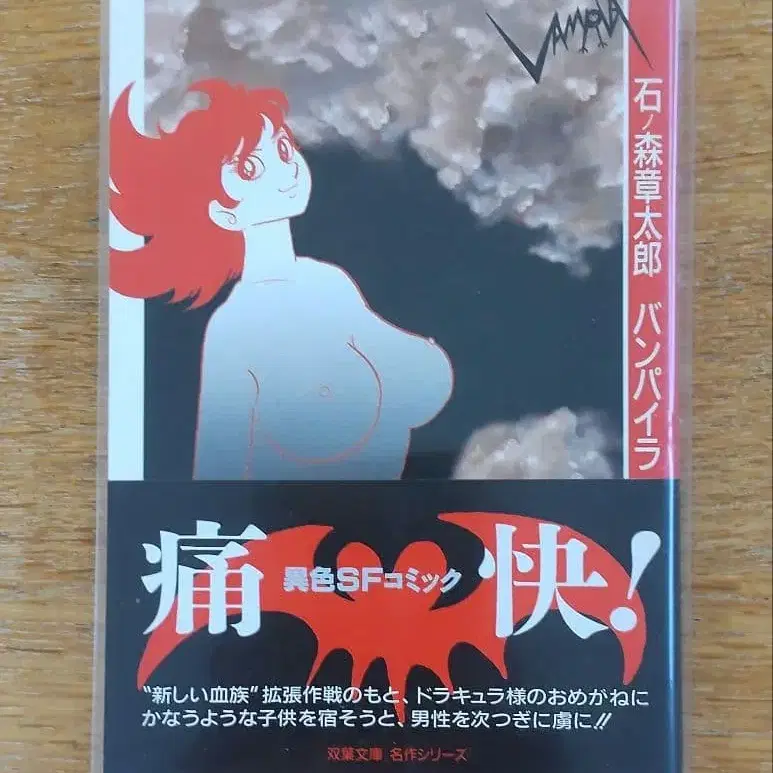 VAMPIRA
石ノ森章太郎 バンパイラ
痛快!
異色SFコミック
"新しい血族"拡張作戦のもと、ドラキュラ様のおめがねに
かなうような子供を宿そうと、男性を次つぎに虜に!!
双葉文庫 名作シリーズ